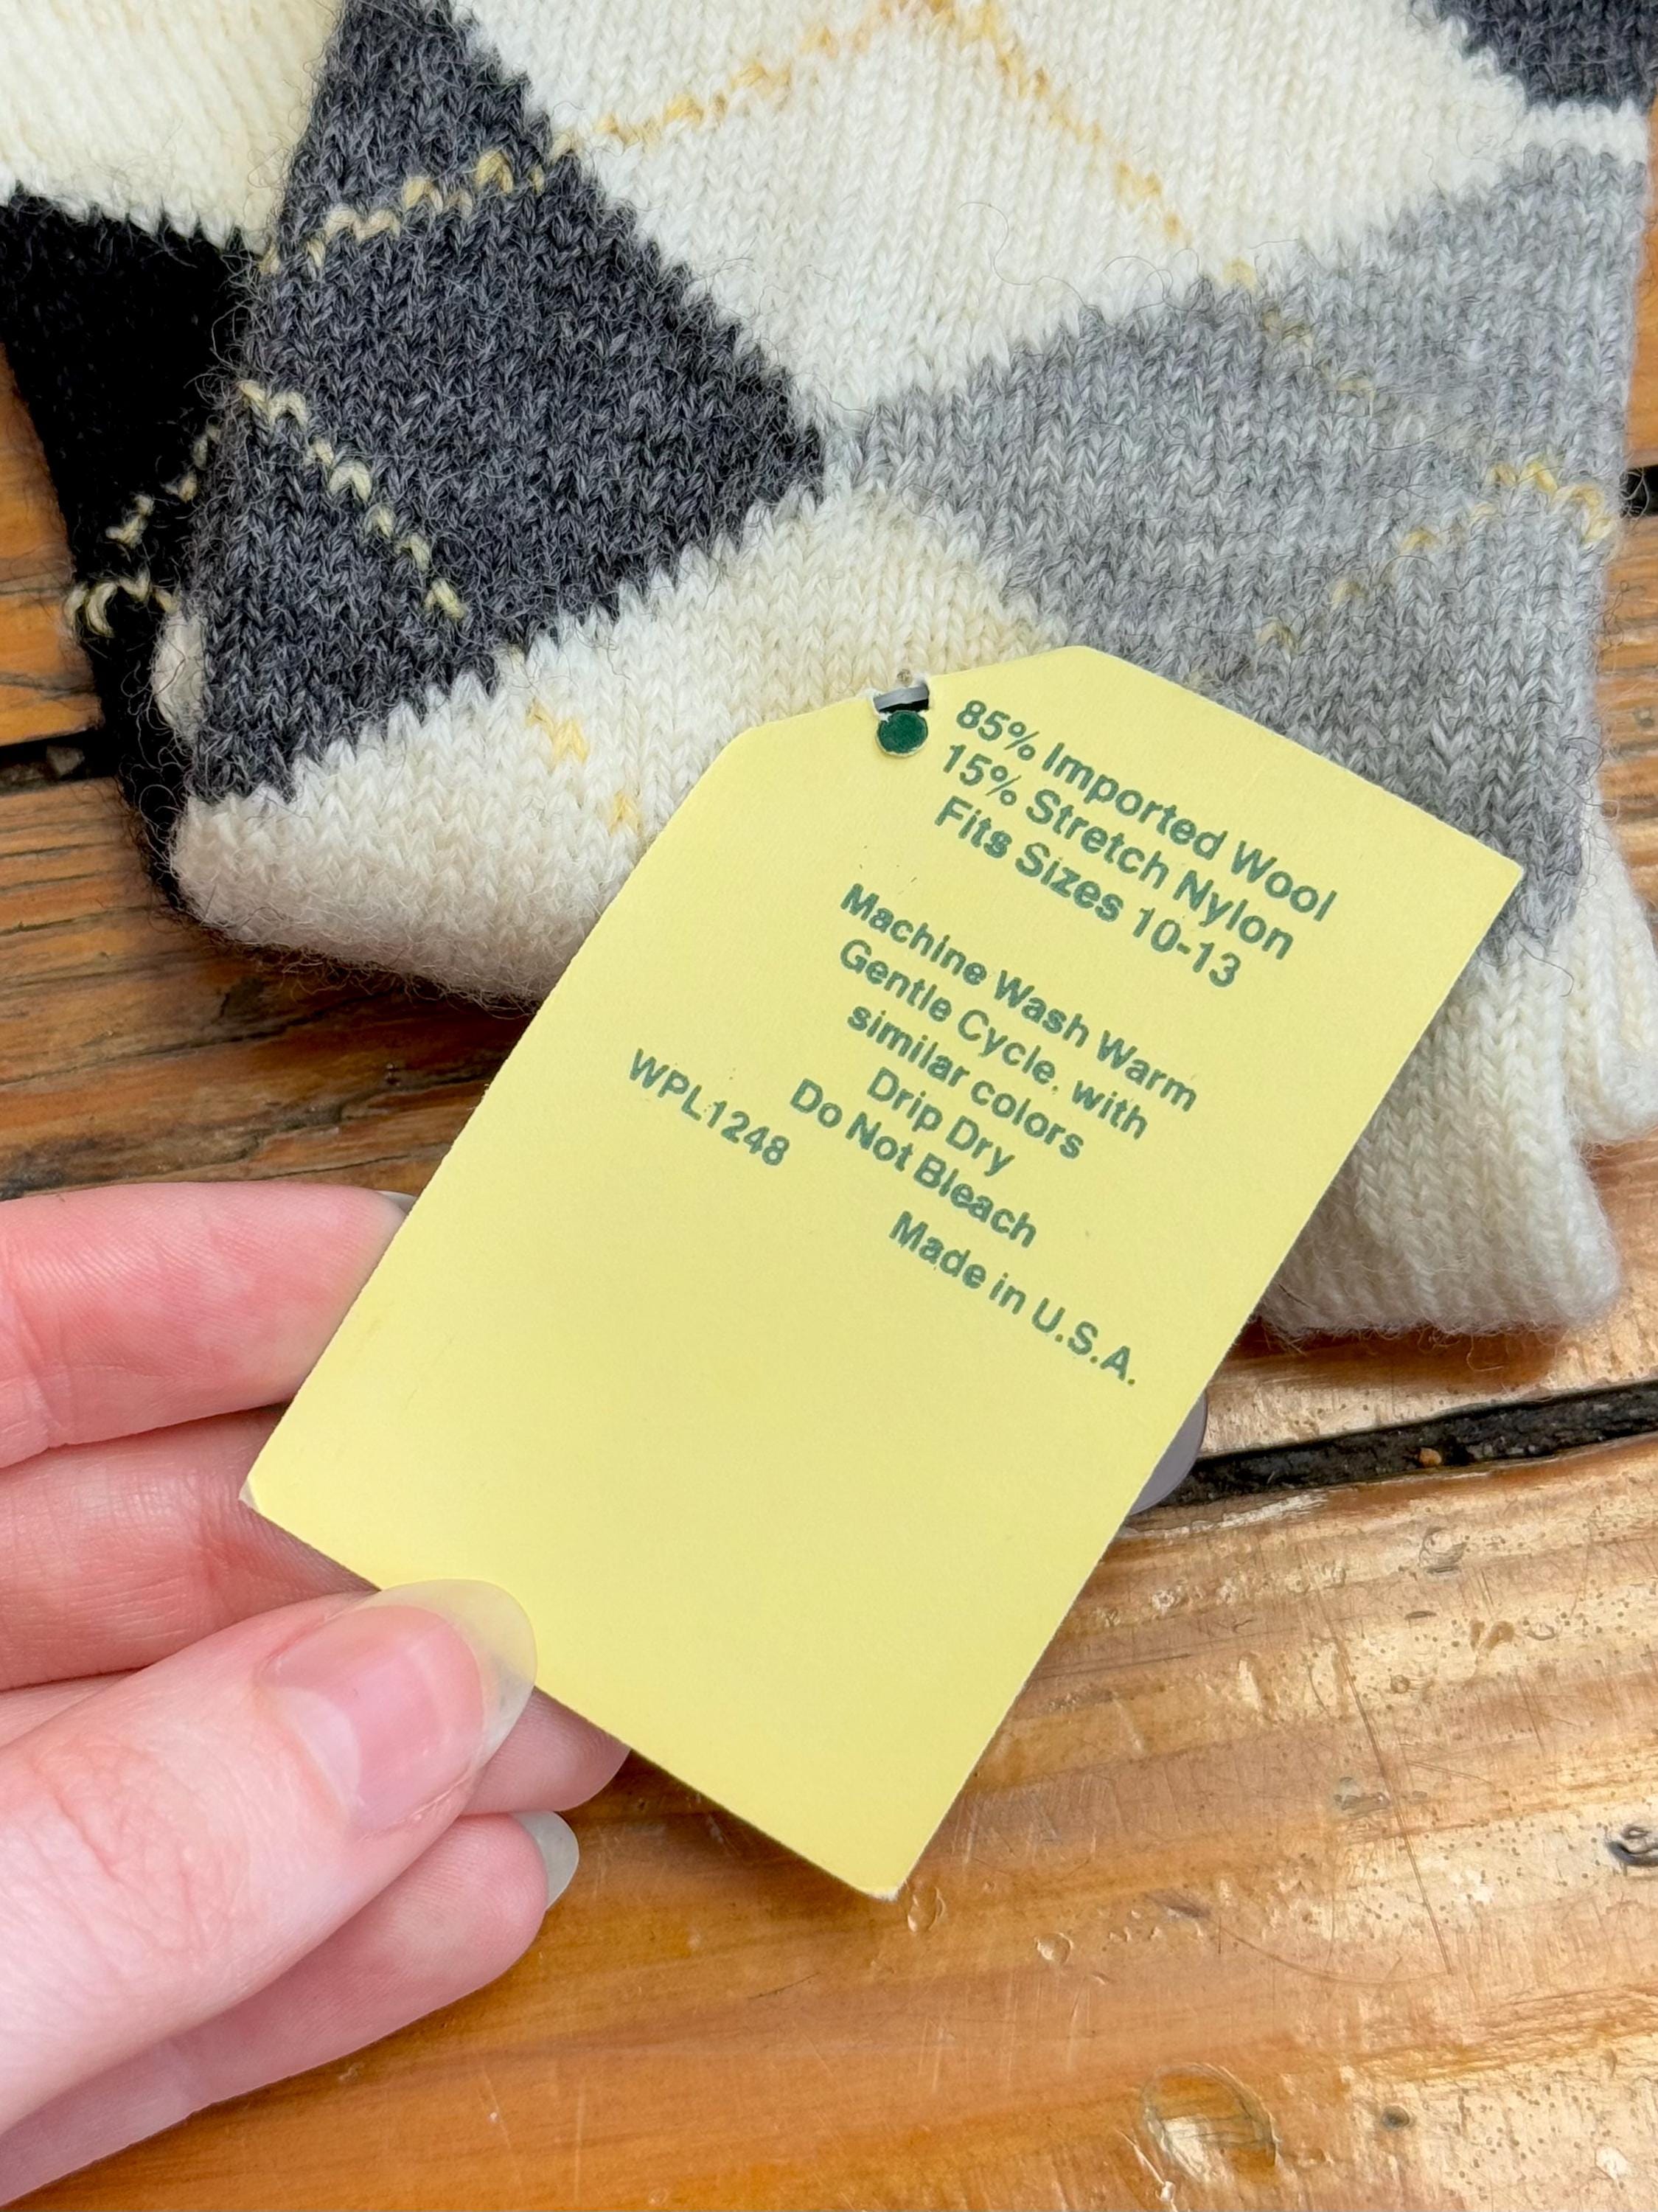 85% Imported Wool
15% Stretch Nylon
Fits Sizes 10-13
Machine Wash Warm
Gentle Cycle. with
similar colors
Drip Dry
Do Not Bleach
WPL1248
Made in U.S.A.